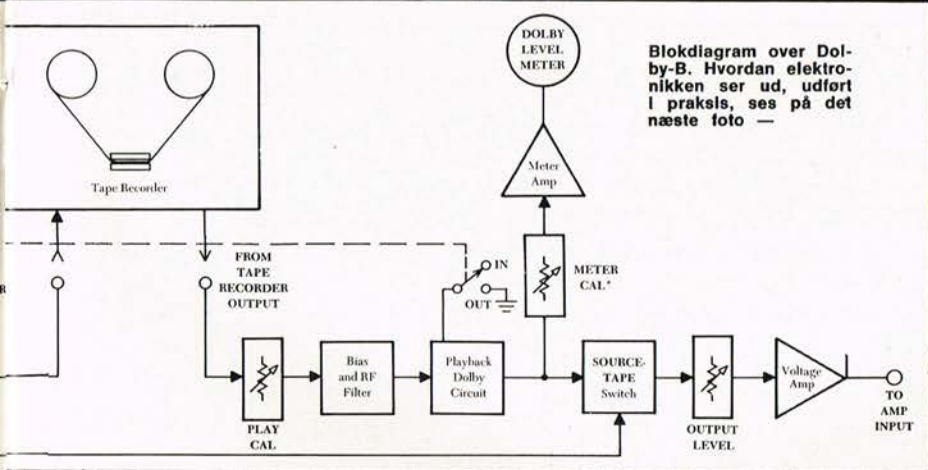 DOLBY
LEVEL
METER
Blokdiagram over Dol-
by-B. Hvordan elektro-
nikken ser ud, udført
i praksis, ses på det
næste foto —
Meter
Amp
Tape Recorder
FROM
TAPE
RECORDER
OUTPUT
IN
OUT
METER
CAL*
R
PLAY
CAL
Bias
and RF
Filter
Playback
Dolby
Circuit
SOURCE-
TAPE
Switch
OUTPUT
LEVEL
Voltage
Amp
TO
AMP
INPUT